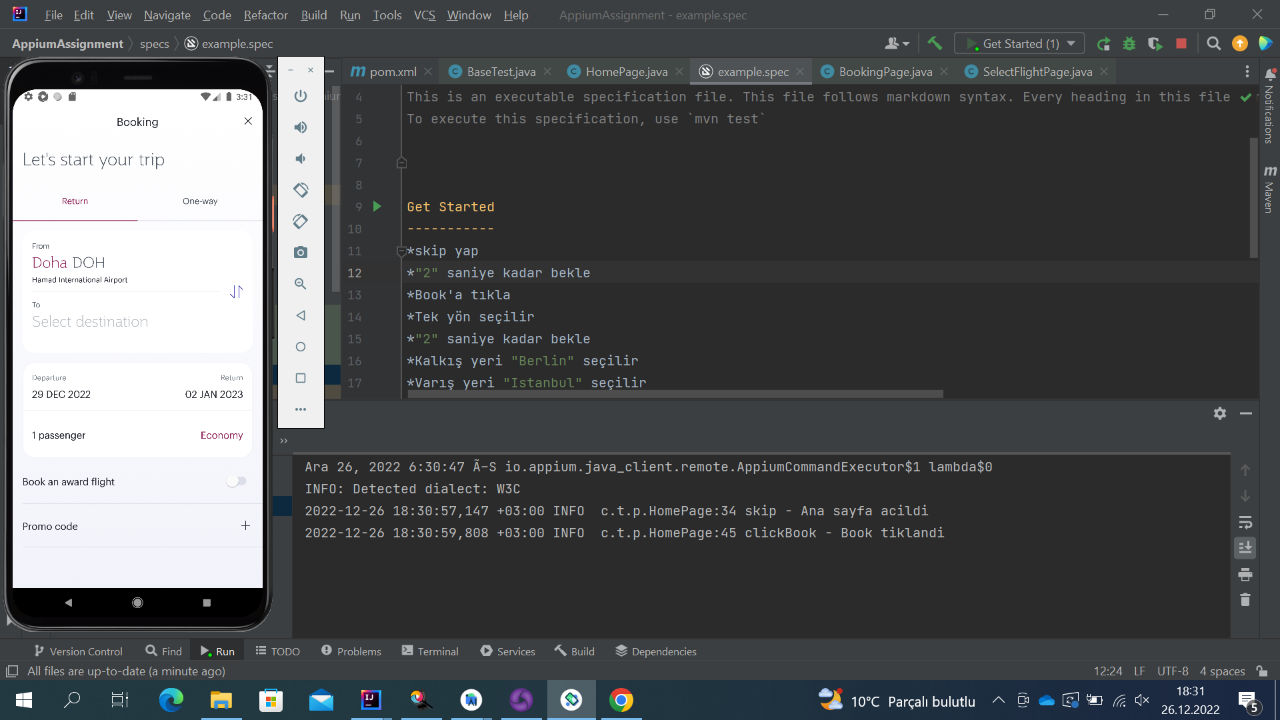 File Edit View Navigate Code Refactor Build Run Tools VCS Window Help AppiumAssignment - example.spec
AppiumAssignment specs example.spec
Get Started (1)
pom.xml BaseTest.java HomePage.java example.spec BookingPage.java SelectFlightPage.java
Notifications
Maven
4 This is an executable specification file. This file follows markdown syntax. Every heading in this file
5 To execute this specification, use `mvn test`
6
7
8
9 Get Started
10 -----------
11 *skip yap
12 *"2" saniye kadar bekle
13 *Book'a tıkla
14 *Tek yön seçilir
15 *"2" saniye kadar bekle
16 *Kalkış yeri "Berlin" seçilir
17 *Varış yeri "Istanbul" seçilir
3:31
Booking
Let's start your trip
Return One-way
From
Doha DOH
Hamad International Airport
To
Select destination
Departure Return
29 DEC 2022 02 JAN 2023
1 passenger Economy
Book an award flight
Promo code
Ara 26, 2022 6:30:47 Ã-S io.appium.java_client.remote.AppiumCommandExecutor$1 lambda$0
INFO: Detected dialect: W3C
2022-12-26 18:30:57,147 +03:00 INFO  c.t.p.HomePage:34 skip - Ana sayfa acildi
2022-12-26 18:30:59,808 +03:00 INFO  c.t.p.HomePage:45 clickBook - Book tiklandi
Version Control Find Run TODO Problems Terminal Services Build Dependencies
All files are up-to-date (a minute ago) 12:24 LF UTF-8 4 spaces
10°C Parçalı bulutlu
18:31
26.12.2022
5